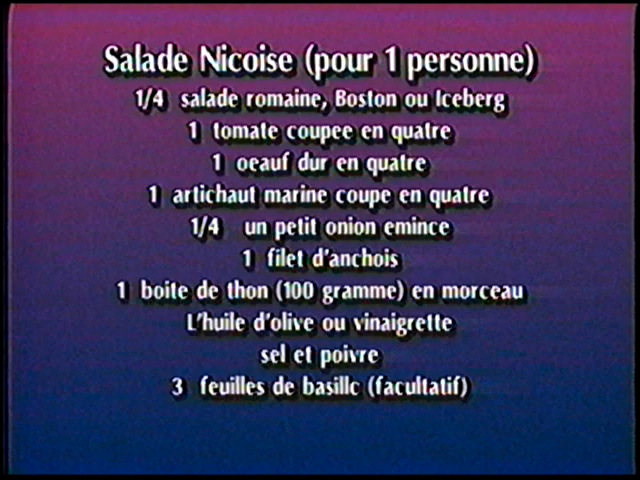 Salade Nicoise (pour 1 personne)
1/4 salade romaine, Boston ou Iceberg
1 tomate coupee en quatre
1 oeauf dur en quatre
1 artichaut marine coupe en quatre
1/4 un petit onion emince
1 filet d'anchois
1 boite de thon (100 gramme) en morceau
L'huile d'olive ou vinaigrette
sel et poivre
3 feuilles de basilc (facultatif)